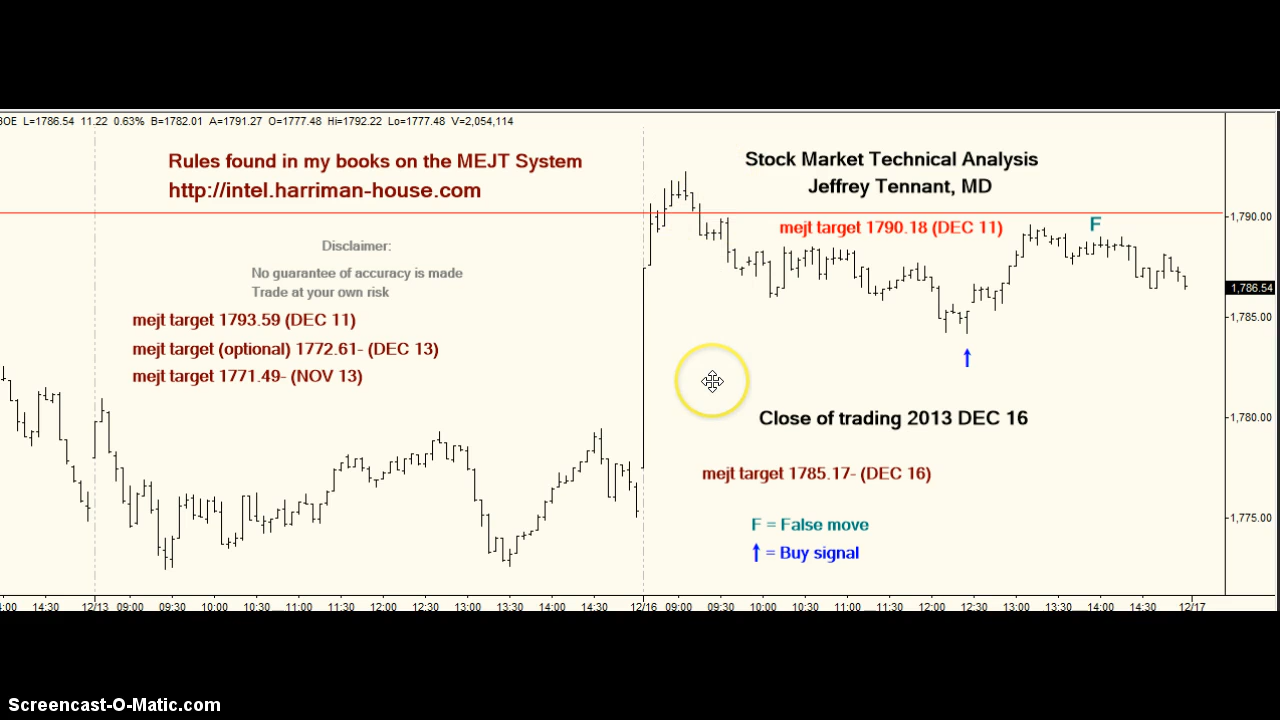 BOE L=1786.54 11.22 0.63% B=1782.01 A=1791.27 O=1777.48 Hi=1792.22 Lo=1777.48 V=2,054,114
Rules found in my books on the MEJT System
http://intel.harriman-house.com
Stock Market Technical Analysis
Jeffrey Tennant, MD
mejt target 1790.18 (DEC 11)
F
Disclaimer:
No guarantee of accuracy is made
Trade at your own risk
mejt target 1793.59 (DEC 11)
mejt target (optional) 1772.61- (DEC 13)
mejt target 1771.49- (NOV 13)
Close of trading 2013 DEC 16
mejt target 1785.17- (DEC 16)
F = False move
↑ = Buy signal
1,790.00
1,786.54
1,785.00
1,780.00
1,775.00
4:00 14:30 12/13 09:00 09:30 10:00 10:30 11:00 11:30 12:00 12:30 13:00 13:30 14:00 14:30 12/16 09:00 09:30 10:00 10:30 11:00 11:30 12:00 12:30 13:00 13:30 14:00 14:30 12/17
Screencast-O-Matic.com